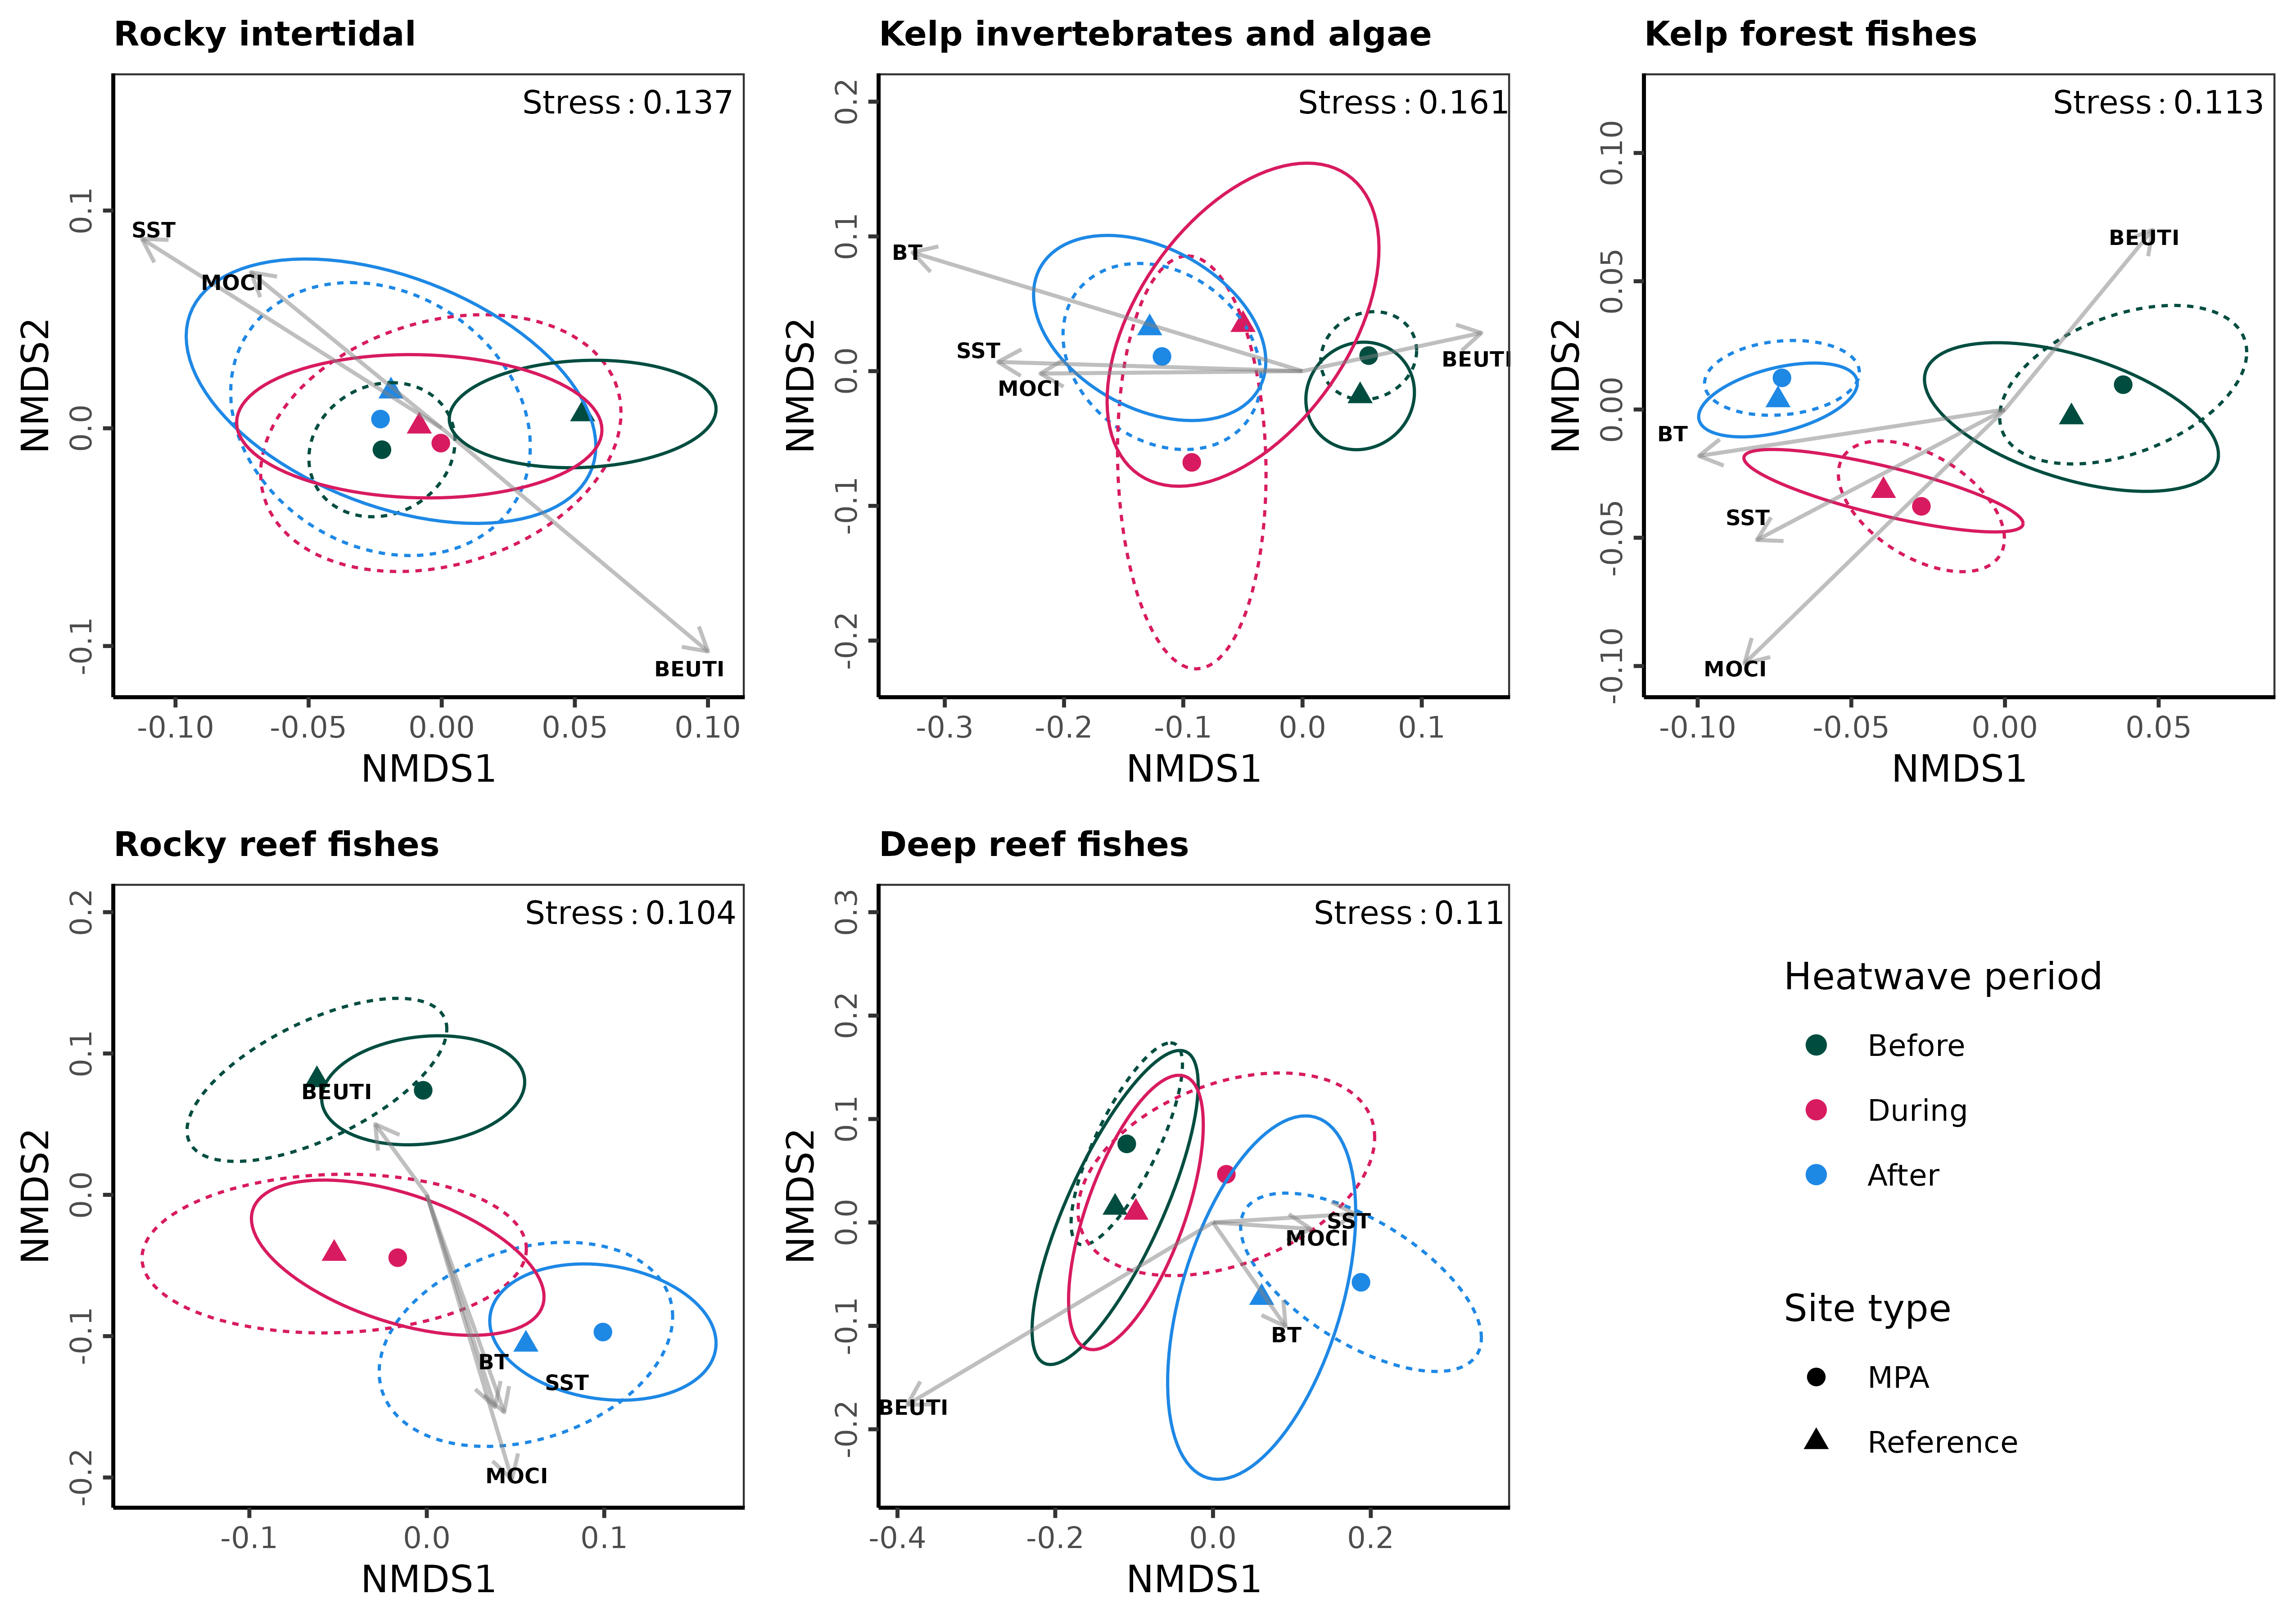 Rocky intertidal
Stress : 0.137
SST
MOCI
BEUTI
0.1
0.0
-0.1
NMDS2
-0.10 -0.05 0.00 0.05 0.10
NMDS1
Kelp invertebrates and algae
Stress : 0.161
BT
SST
MOCI
BEUTI
0.2
0.1
0.0
-0.1
-0.2
NMDS2
-0.3 -0.2 -0.1 0.0 0.1
NMDS1
Kelp forest fishes
Stress : 0.113
BEUTI
BT
SST
MOCI
0.10
0.05
0.00
-0.05
-0.10
NMDS2
-0.10 -0.05 0.00 0.05
NMDS1
Rocky reef fishes
Stress : 0.104
BEUTI
BT
SST
MOCI
0.2
0.1
0.0
-0.1
-0.2
NMDS2
-0.1 0.0 0.1
NMDS1
Deep reef fishes
Stress : 0.11
SST
MOCI
BT
BEUTI
0.3
0.2
0.1
0.0
-0.1
-0.2
NMDS2
-0.4 -0.2 0.0 0.2
NMDS1
Heatwave period
Before
During
After
Site type
MPA
Reference